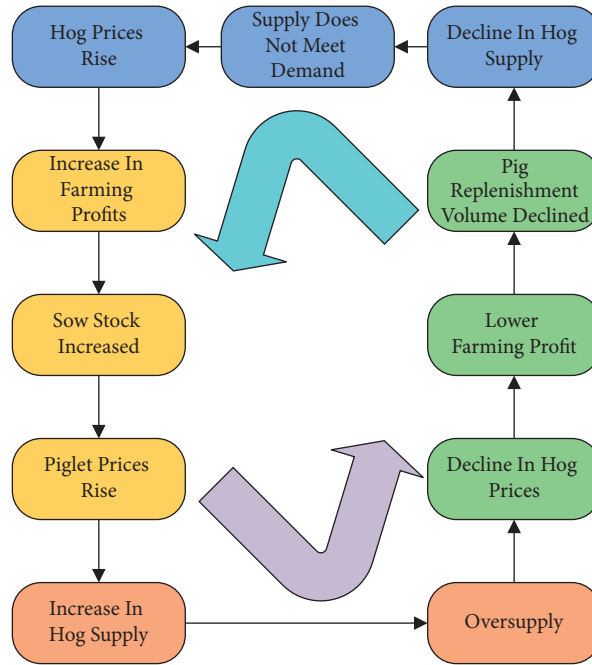 Hog Prices
Rise
Supply Does
Not Meet
Demand
Decline In Hog
Supply
Increase In
Farming
Profits
Pig
Replenishment
Volume Declined
Sow Stock
Increased
Lower
Farming Profit
Piglet Prices
Rise
Decline In Hog
Prices
Increase In
Hog Supply
Oversupply